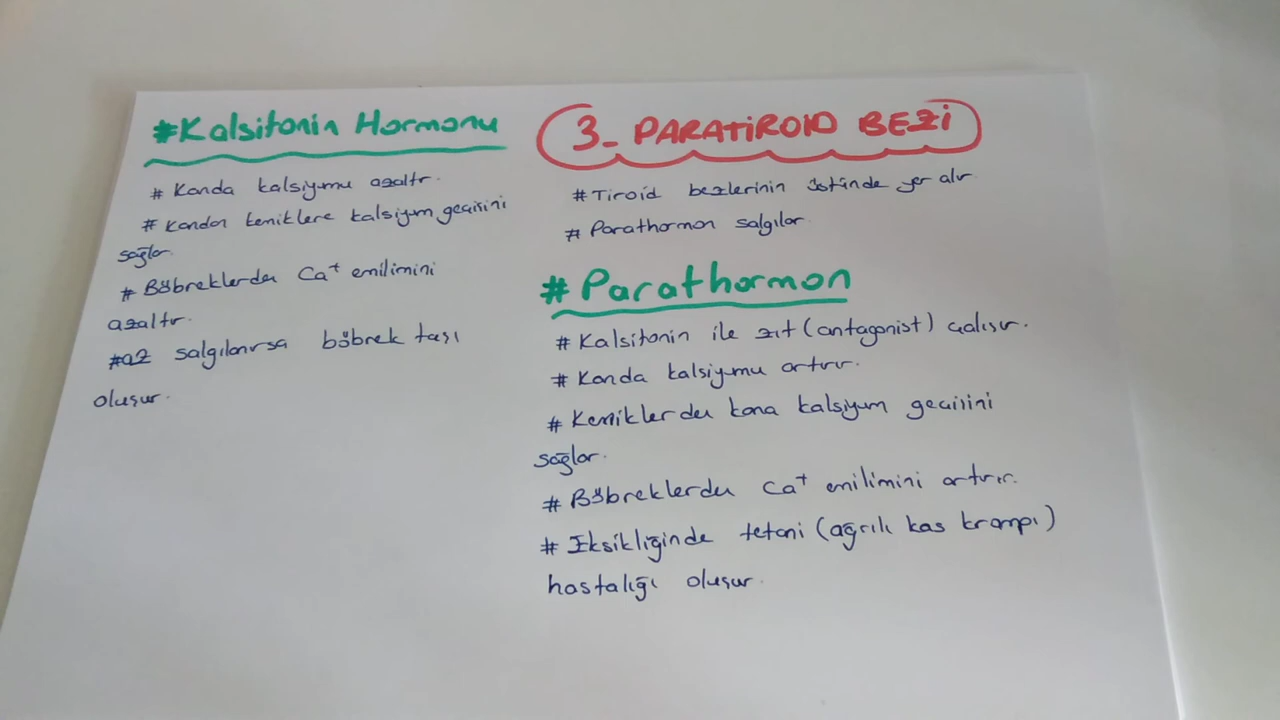 #Kalsitonin Hormonu
# Kanda kalsiyumu azaltır.
# Kandan kemiklere kalsiyum geçişini
sağlar.
# Böbreklerden Ca+ emilimini
azaltır.
#az salgılanırsa böbrek taşı
oluşur.
3_ PARATİROİD BEZİ
# Tiroid bezlerinin üstünde yer alır
# Parathormon salgılar
# Parathormon
# Kalsitonin ile zıt (antagonist) çalışır.
# Kanda kalsiyumu artırır.
# Kemiklerden kana kalsiyum geçişini
sağlar.
# Böbreklerden Ca+ emilimini artırır.
# Eksikliğinde tetani (ağrılı kas krampı)
hastalığı oluşur.